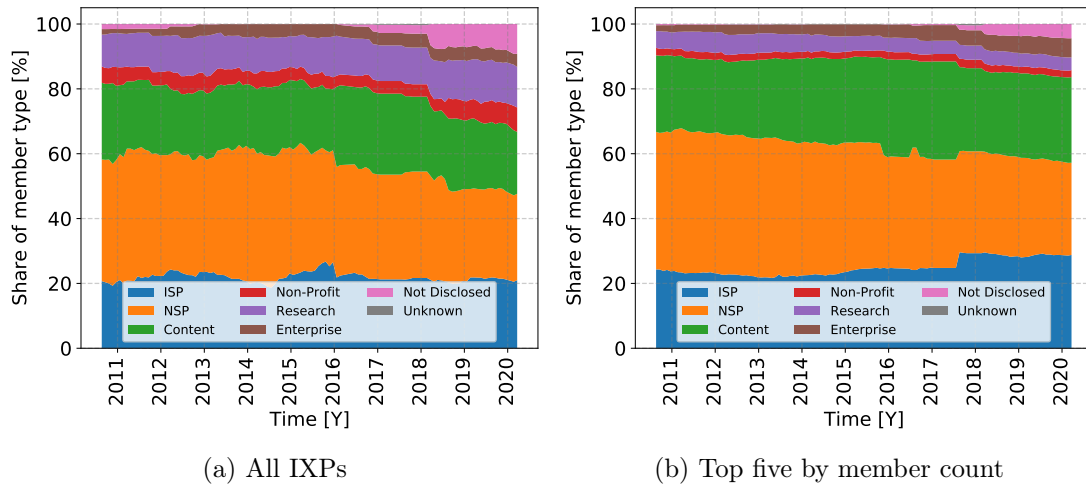 100
80
60
40
20
0
Share of member type [%]
ISP
NSP
Content
Non-Profit
Research
Enterprise
Not Disclosed
Unknown
2011
2012
2013
2014
2015
2016
2017
2018
2019
2020
Time [Y]
(a) All IXPs
100
80
60
40
20
0
Share of member type [%]
ISP
NSP
Content
Non-Profit
Research
Enterprise
Not Disclosed
Unknown
2011
2012
2013
2014
2015
2016
2017
2018
2019
2020
Time [Y]
(b) Top five by member count